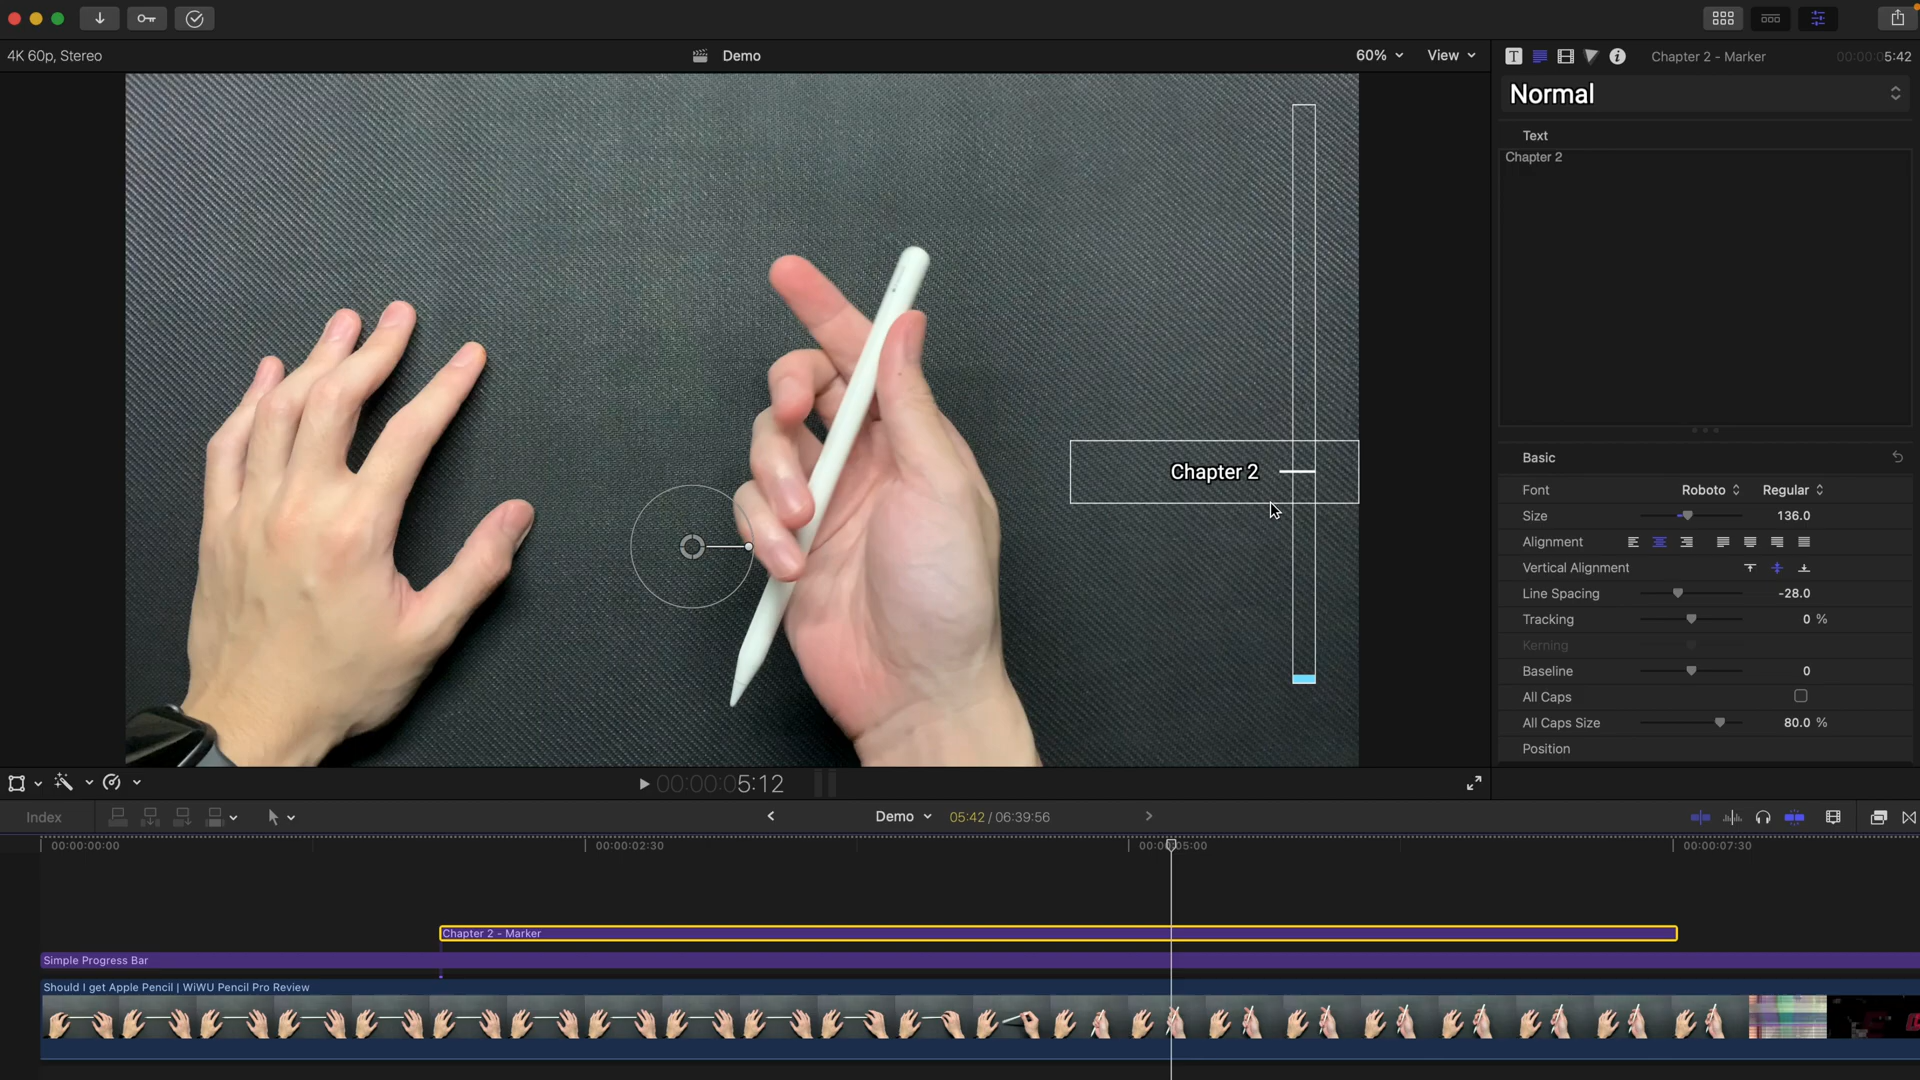 4K 60p, Stereo
Demo
60%
View
Chapter 2 - Marker
00:00:05:42
Normal
Text
Chapter 2
Chapter 2
Basic
Font
Roboto
Regular
Size
136.0
Alignment
Vertical Alignment
Line Spacing
-28.0
Tracking
0 %
Kerning
Baseline
0
All Caps
All Caps Size
80.0 %
Position
00:00:05:12
Index
Demo
05:42 / 06:39:56
00:00:00:00
00:00:02:30
00:00:05:00
00:00:07:30
Chapter 2 - Marker
Simple Progress Bar
Should I get Apple Pencil | WiWU Pencil Pro Review